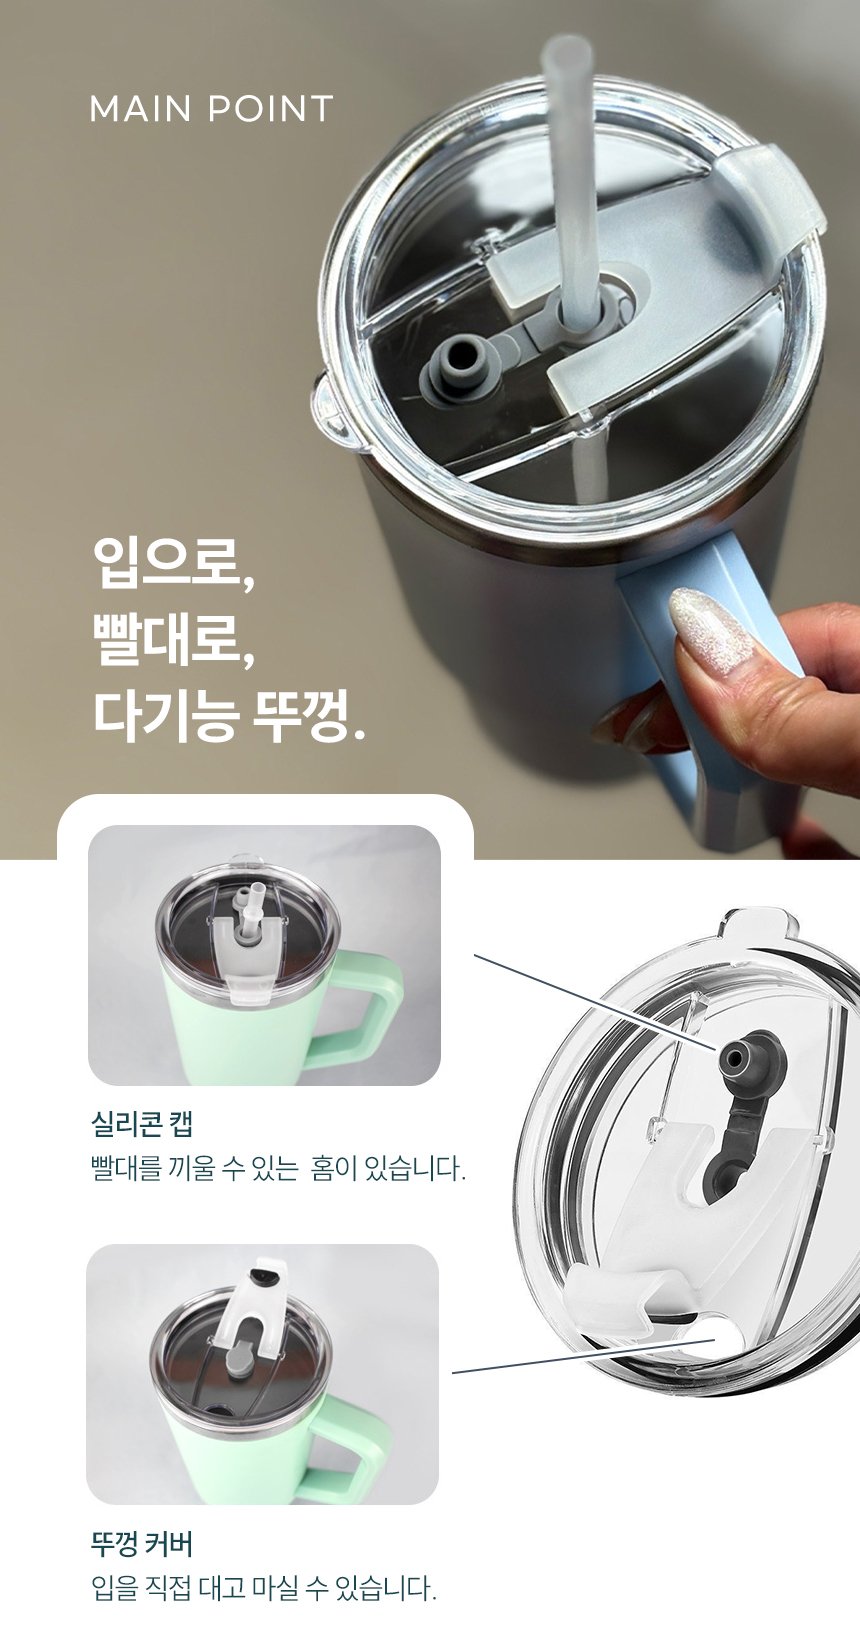 MAIN POINT
입으로,
빨대로,
다기능 뚜껑.
실리콘 캡
빨대를 끼울 수 있는 홈이 있습니다.
뚜껑 커버
입을 직접 대고 마실 수 있습니다.